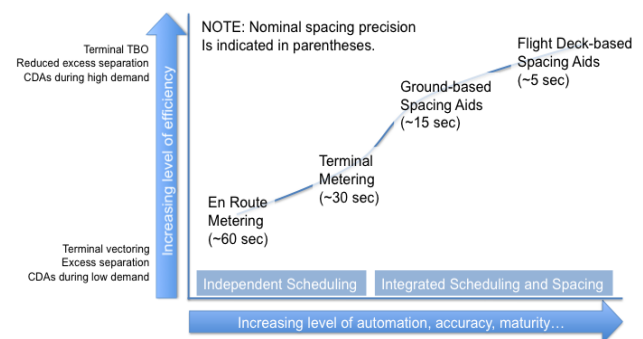 NOTE: Nominal spacing precision
Is indicated in parentheses.
Terminal TBO
Reduced excess separation
CDAs during high demand
Increasing level of efficiency
Flight Deck-based
Spacing Aids
(~5 sec)
Ground-based
Spacing Aids
(~15 sec)
Terminal
Metering
(~30 sec)
En Route
Metering
(~60 sec)
Terminal vectoring
Excess separation
CDAs during low demand
Independent Scheduling
Integrated Scheduling and Spacing
Increasing level of automation, accuracy, maturity…